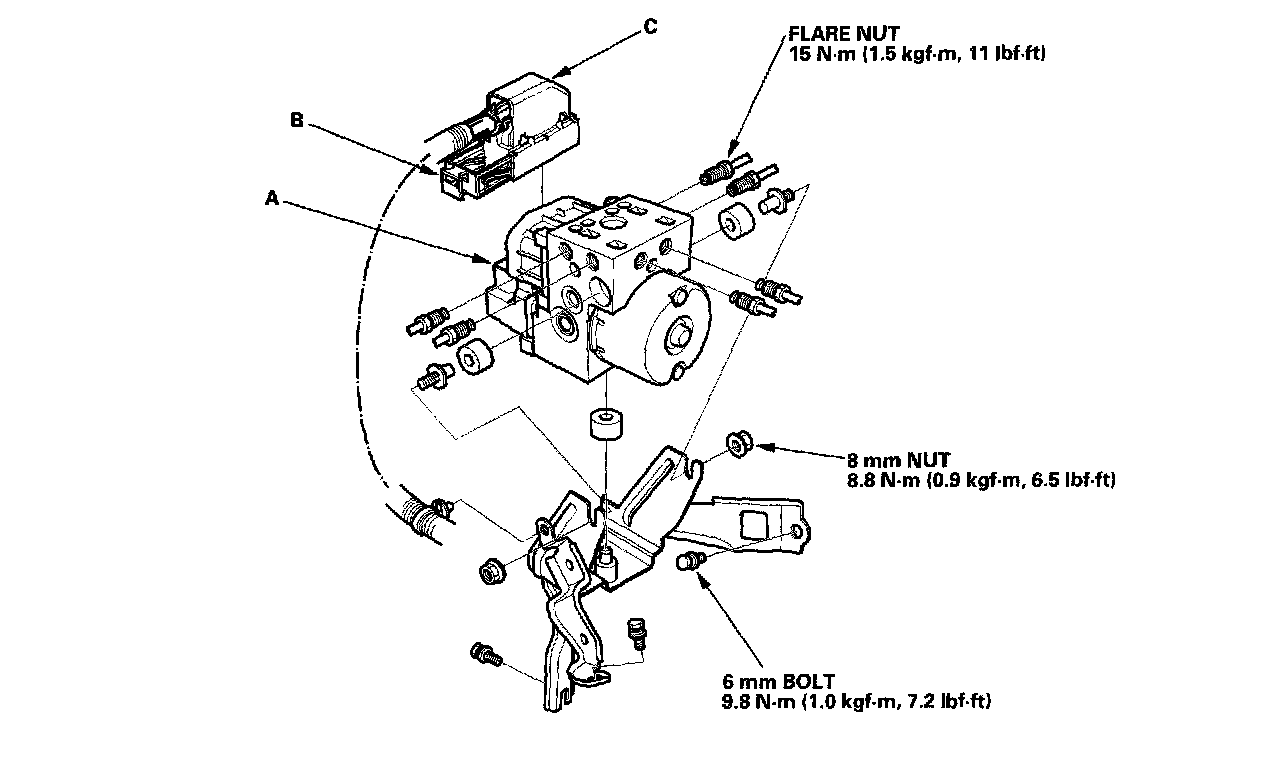 C
FLARE NUT
15 N·m (1.5 kgf·m, 11 lbf·ft)
B
A
8 mm NUT
8.8 N·m (0.9 kgf·m, 6.5 lbf·ft)
6 mm BOLT
9.8 N·m (1.0 kgf·m, 7.2 lbf·ft)